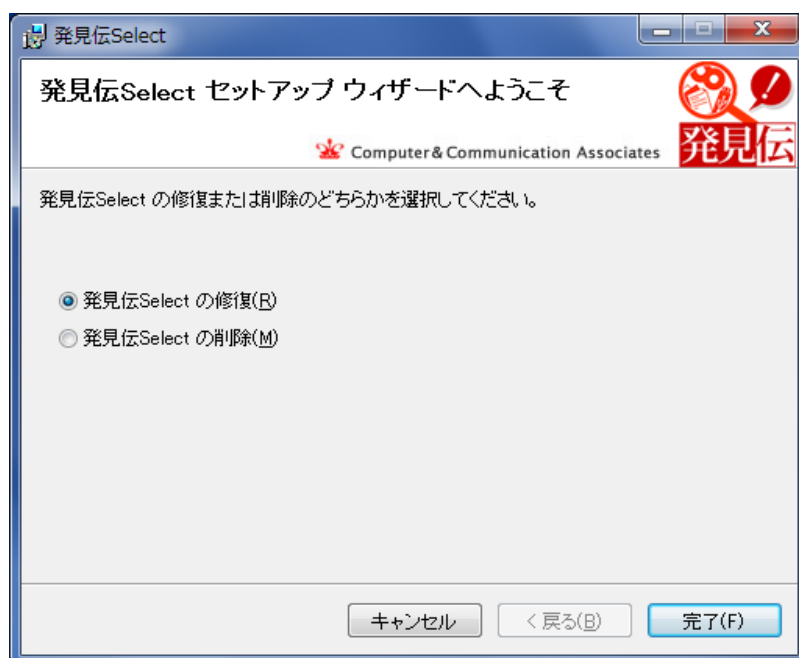 発見伝Select
発見伝Select セットアップ ウィザードへようこそ
Computer&Communication Associates
発見伝
発見伝Select の修復または削除のどちらかを選択してください。
発見伝Select の修復(R)
発見伝Select の削除(M)
キャンセル
< 戻る(B)
完了(F)